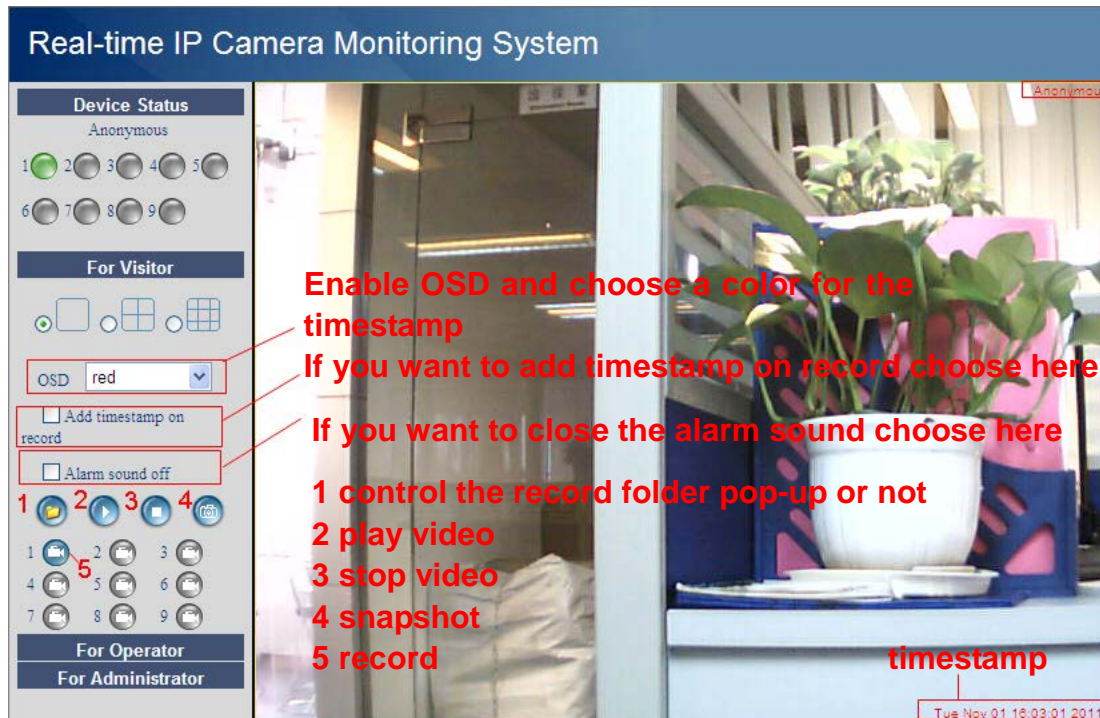 Real-time IP Camera Monitoring System
Device Status
Anonymous
1 2 3 4 5
6 7 8 9
For Visitor
OSD red
Add timestamp on
record
Alarm sound off
1 2 3 4
1 2 3
5
4 5 6
7 8 9
For Operator
For Administrator
Anonymou
Enable OSD and choose a color for the
timestamp
If you want to add timestamp on record choose here
If you want to close the alarm sound choose here
1 control the record folder pop-up or not
2 play video
3 stop video
4 snapshot
5 record
timestamp
Tue Nov 01 16:03:01 2011